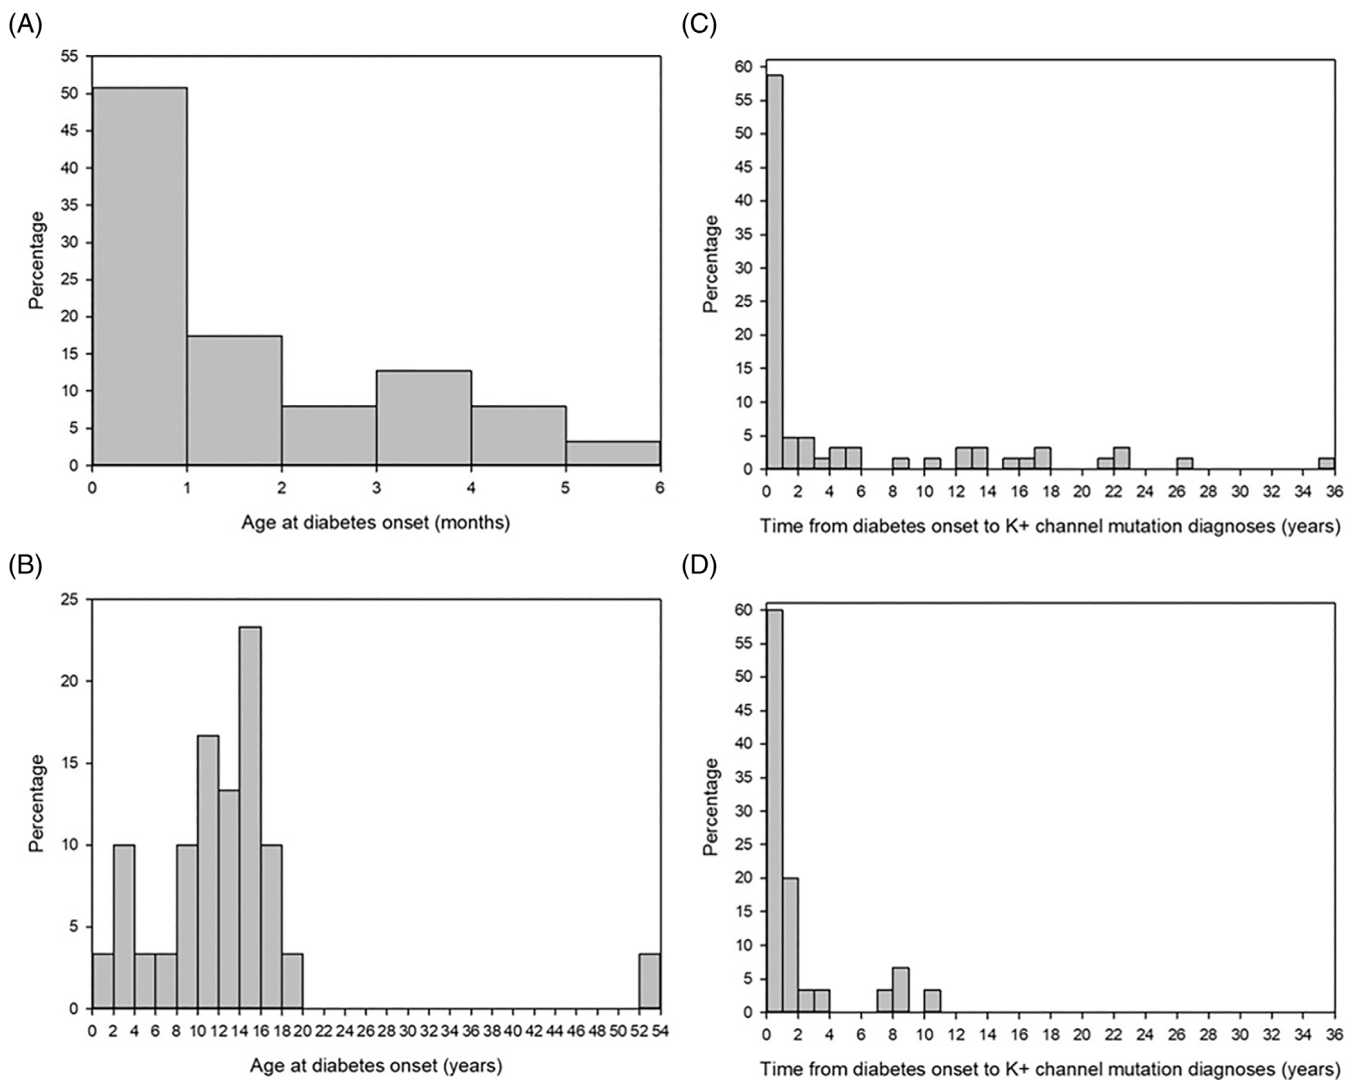 (A)
55
50
45
40
35
30
25
20
15
10
5
0
Percentage
0 1 2 3 4 5 6
Age at diabetes onset (months)
(B)
25
20
15
10
5
0
Percentage
0 2 4 6 8 10 12 14 16 18 20 22 24 26 28 30 32 34 36 38 40 42 44 46 48 50 52 54
Age at diabetes onset (years)
(C)
60
55
50
45
40
35
30
25
20
15
10
5
0
Percentage
0 2 4 6 8 10 12 14 16 18 20 22 24 26 28 30 32 34 36
Time from diabetes onset to K+ channel mutation diagnoses (years)
(D)
60
55
50
45
40
35
30
25
20
15
10
5
0
Percentage
0 2 4 6 8 10 12 14 16 18 20 22 24 26 28 30 32 34 36
Time from diabetes onset to K+ channel mutation diagnoses (years)